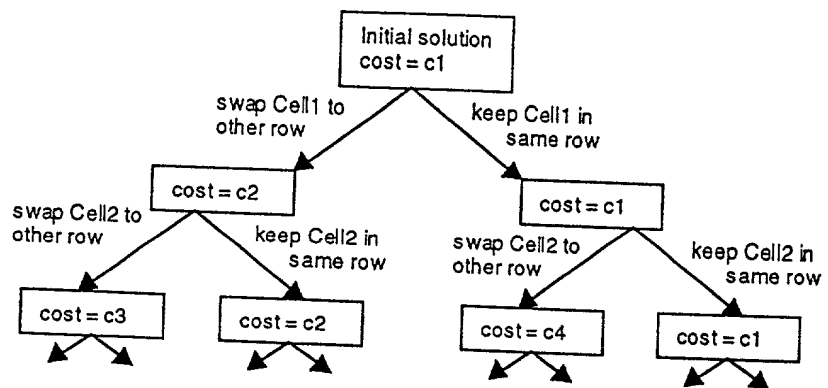 Initial solution
cost = c1
swap Cell1 to
other row
keep Cell1 in
same row
cost = c2
cost = c1
swap Cell2 to
other row
keep Cell2 in
same row
swap Cell2 to
other row
keep Cell2 in
same row
cost = c3
cost = c2
cost = c4
cost = c1